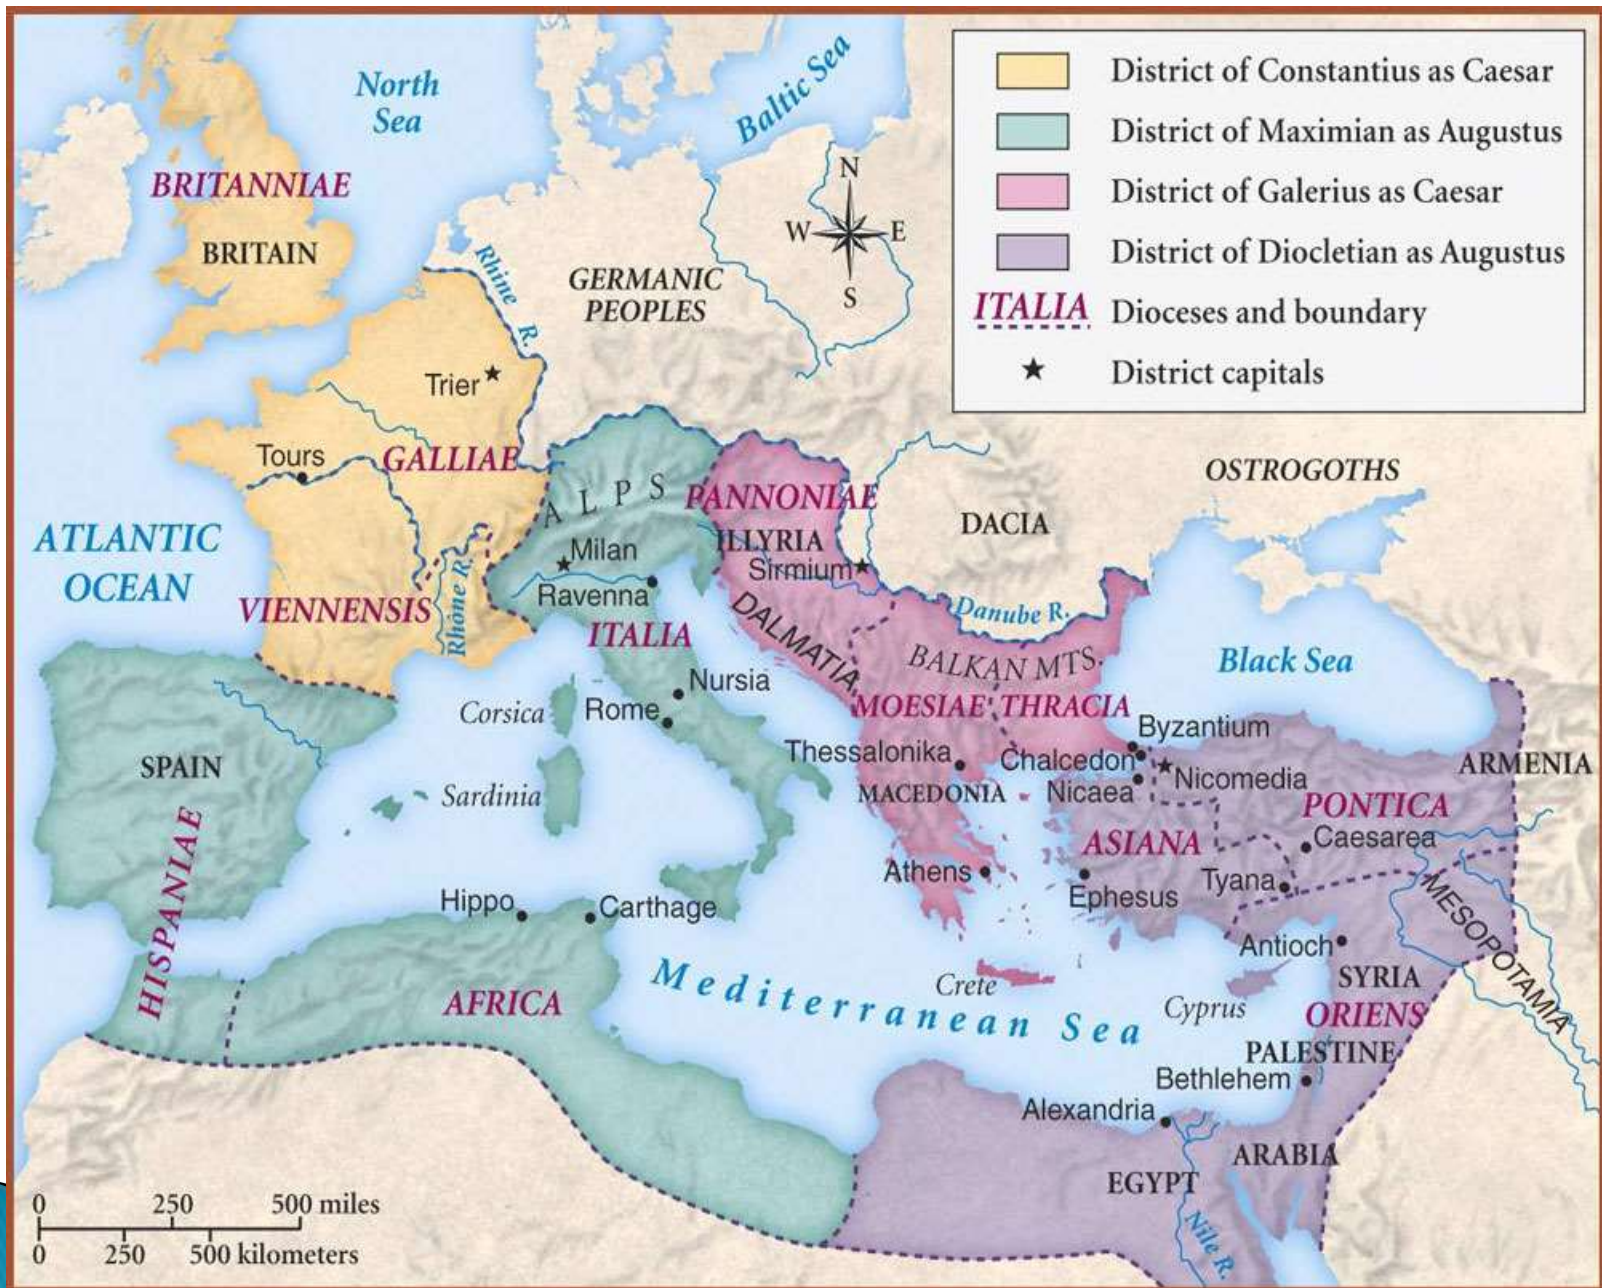 North
Sea
Baltic Sea
District of Constantius as Caesar
District of Maximian as Augustus
District of Galerius as Caesar
District of Diocletian as Augustus
ITALIA Dioceses and boundary
District capitals
N
W E
S
BRITANNIAE
BRITAIN
Rhine R.
GERMANIC
PEOPLES
Trier
Tours
GALLIAE
ALPS
PANNONIAE
OSTROGOTHS
ATLANTIC
OCEAN
ILLYRIA
DACIA
Milan
Sirmium
Ravenna
VIENNENSIS
Rhône R.
ITALIA
DALMATIA
Danube R.
BALKAN MTS.
Black Sea
Nursia
Corsica
Rome
MOESIAE
THRACIA
Byzantium
SPAIN
Thessalonika
Chalcedon
ARMENIA
Sardinia
MACEDONIA
Nicaea
Nicomedia
PONTICA
HISPANIAE
ASIANA
Caesarea
Athens
Ephesus
Tyana
MESOPOTAMIA
Hippo
Carthage
Antioch
SYRIA
AFRICA
Mediterranean Sea
Crete
Cyprus
ORIENS
PALESTINE
Bethlehem
Alexandria
ARABIA
EGYPT
Nile R.
0 250 500 miles
0 250 500 kilometers